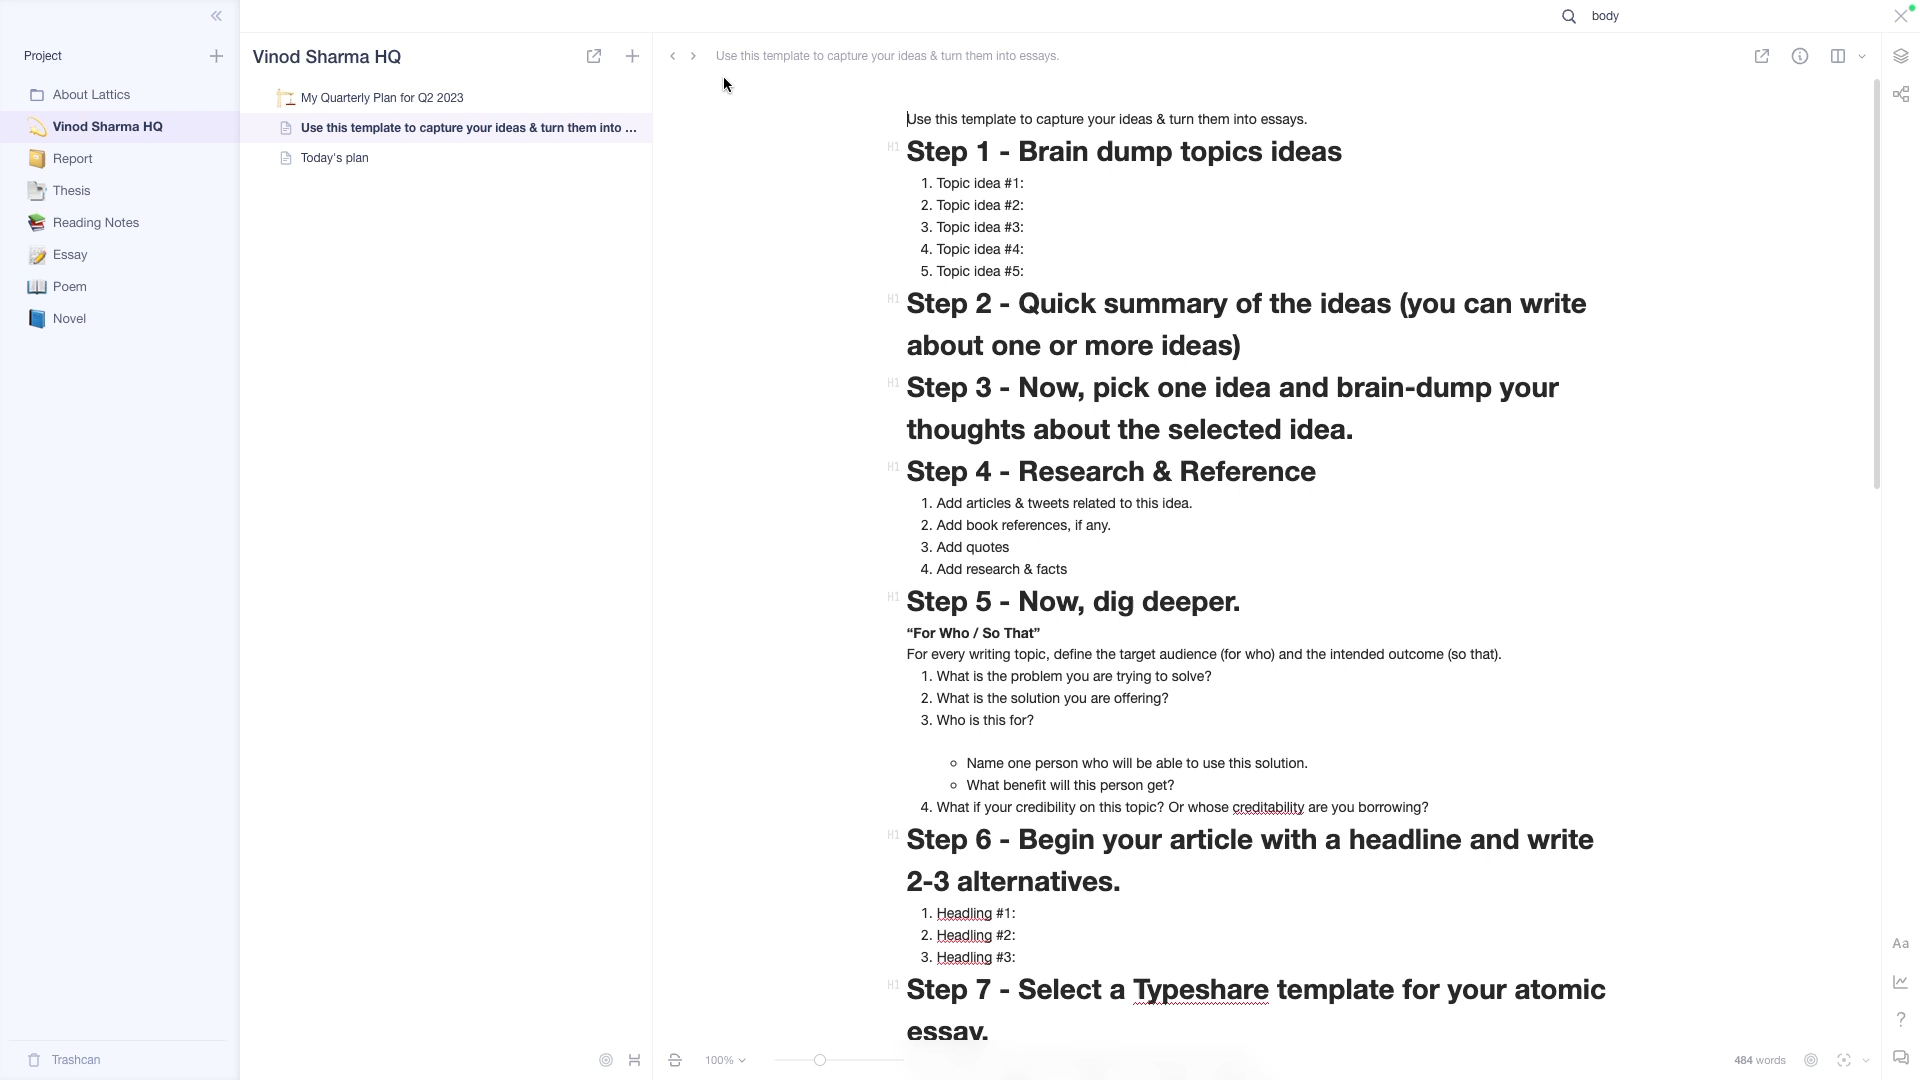 body
Project
About Lattics
Vinod Sharma HQ
Report
Thesis
Reading Notes
Essay
Poem
Novel
Trashcan
Vinod Sharma HQ
My Quarterly Plan for Q2 2023
Use this template to capture your ideas & turn them into ...
Today's plan
Use this template to capture your ideas & turn them into essays.
Use this template to capture your ideas & turn them into essays.
H1
Step 1 - Brain dump topics ideas
1. Topic idea #1:
2. Topic idea #2:
3. Topic idea #3:
4. Topic idea #4:
5. Topic idea #5:
H1
Step 2 - Quick summary of the ideas (you can write
about one or more ideas)
H1
Step 3 - Now, pick one idea and brain-dump your
thoughts about the selected idea.
H1
Step 4 - Research & Reference
1. Add articles & tweets related to this idea.
2. Add book references, if any.
3. Add quotes
4. Add research & facts
H1
Step 5 - Now, dig deeper.
“For Who / So That”
For every writing topic, define the target audience (for who) and the intended outcome (so that).
1. What is the problem you are trying to solve?
2. What is the solution you are offering?
3. Who is this for?
Name one person who will be able to use this solution.
What benefit will this person get?
4. What if your credibility on this topic? Or whose creditability are you borrowing?
H1
Step 6 - Begin your article with a headline and write
2-3 alternatives.
1. Headling #1:
2. Headling #2:
3. Headling #3:
H1
Step 7 - Select a Typeshare template for your atomic
essay.
100%
484 words
Aa
?